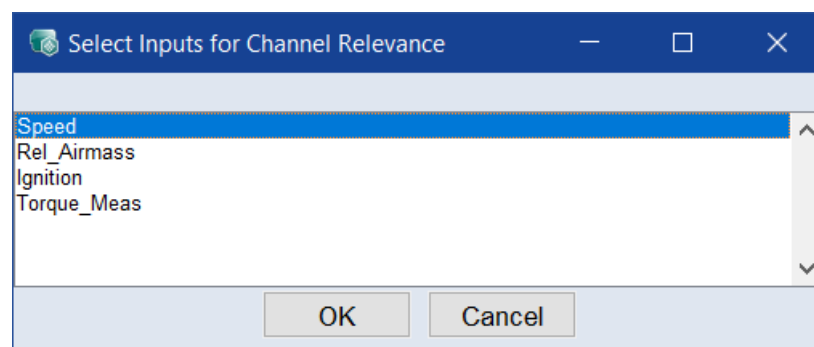 Select Inputs for Channel Relevance
Speed
Rel_Airmass
Ignition
Torque_Meas
OK Cancel